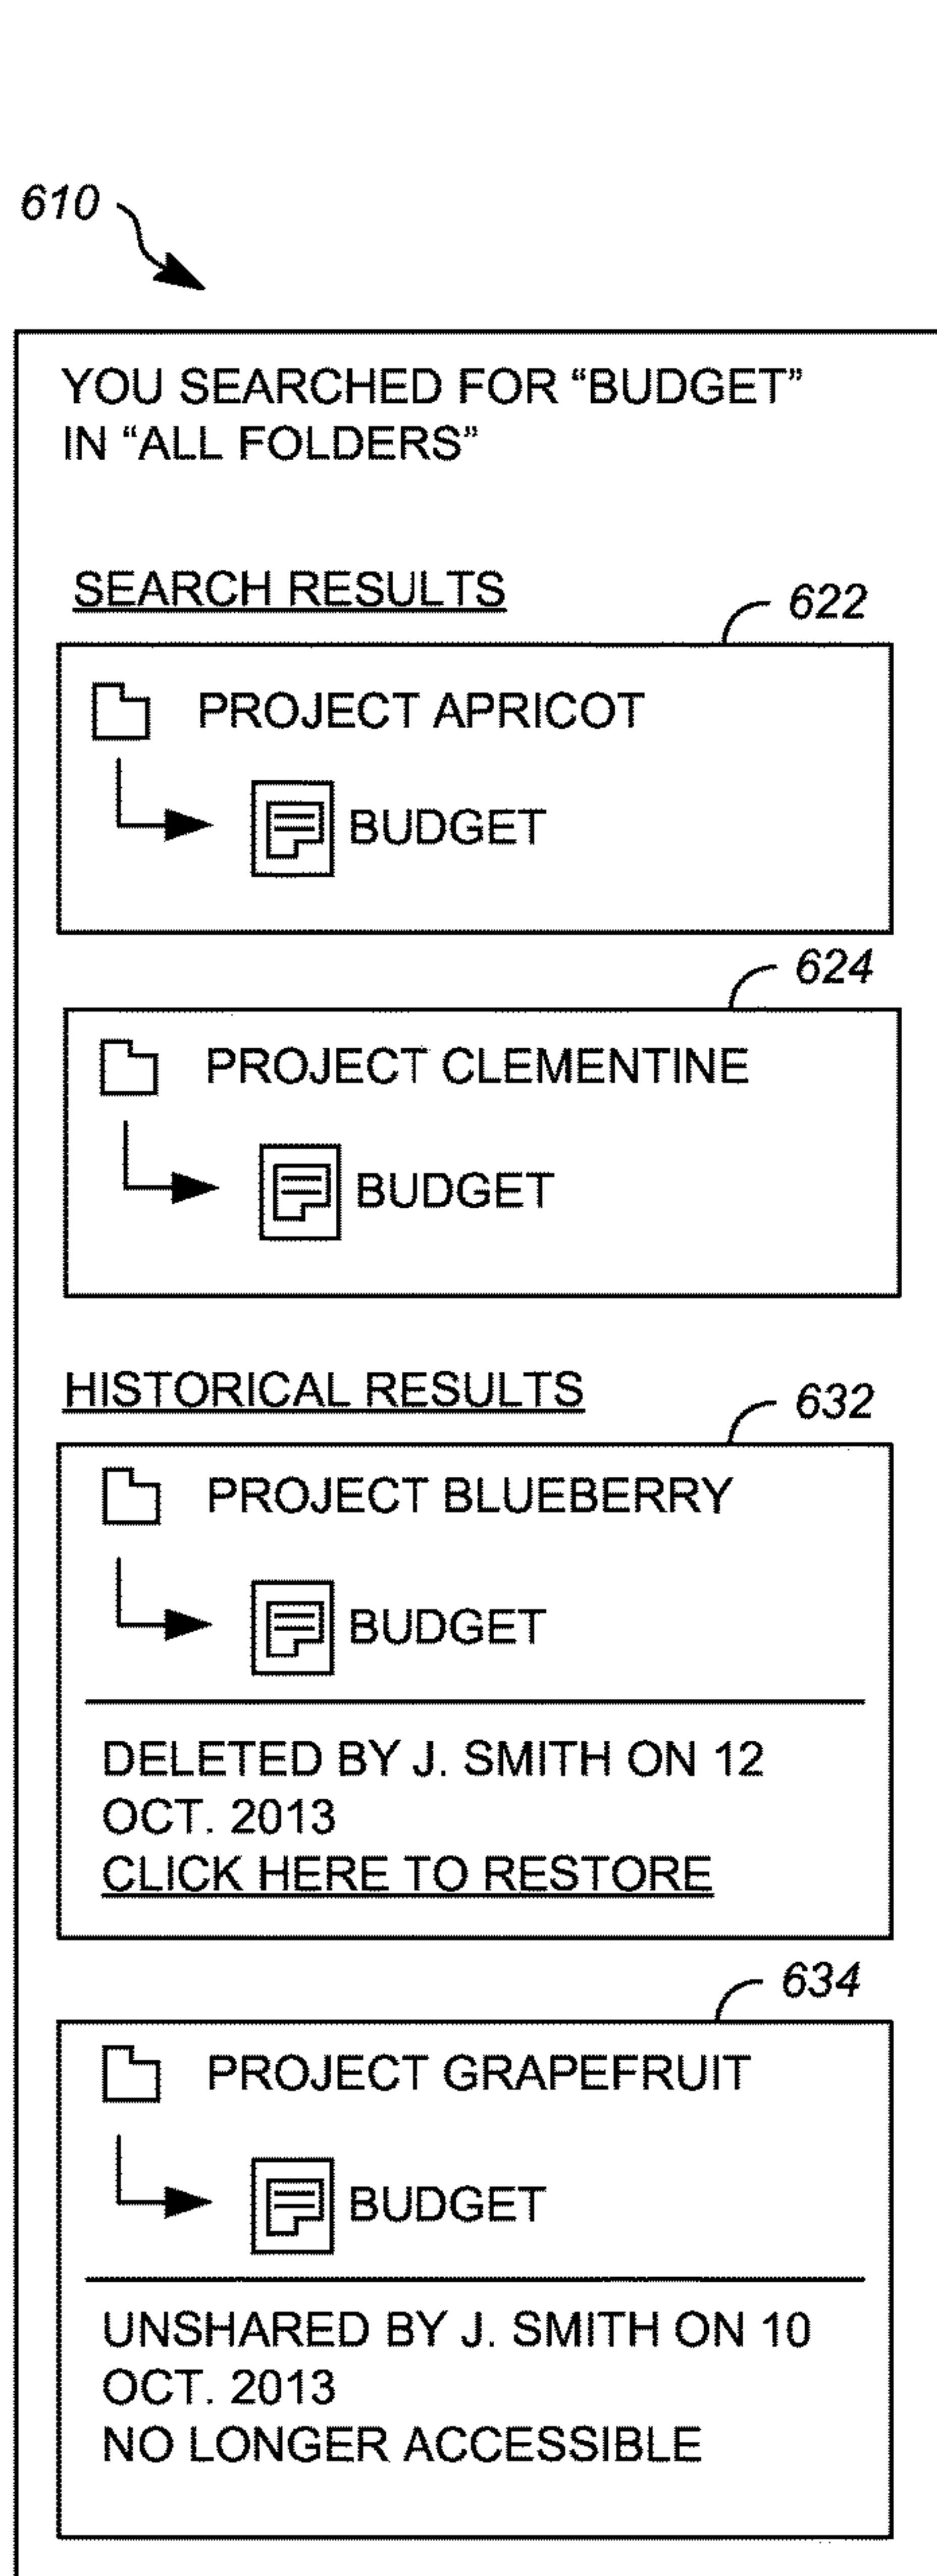 610
YOU SEARCHED FOR “BUDGET”
IN “ALL FOLDERS”
SEARCH RESULTS
622
PROJECT APRICOT
BUDGET
624
PROJECT CLEMENTINE
BUDGET
HISTORICAL RESULTS
632
PROJECT BLUEBERRY
BUDGET
DELETED BY J. SMITH ON 12
OCT. 2013
CLICK HERE TO RESTORE
634
PROJECT GRAPEFRUIT
BUDGET
UNSHARED BY J. SMITH ON 10
OCT. 2013
NO LONGER ACCESSIBLE